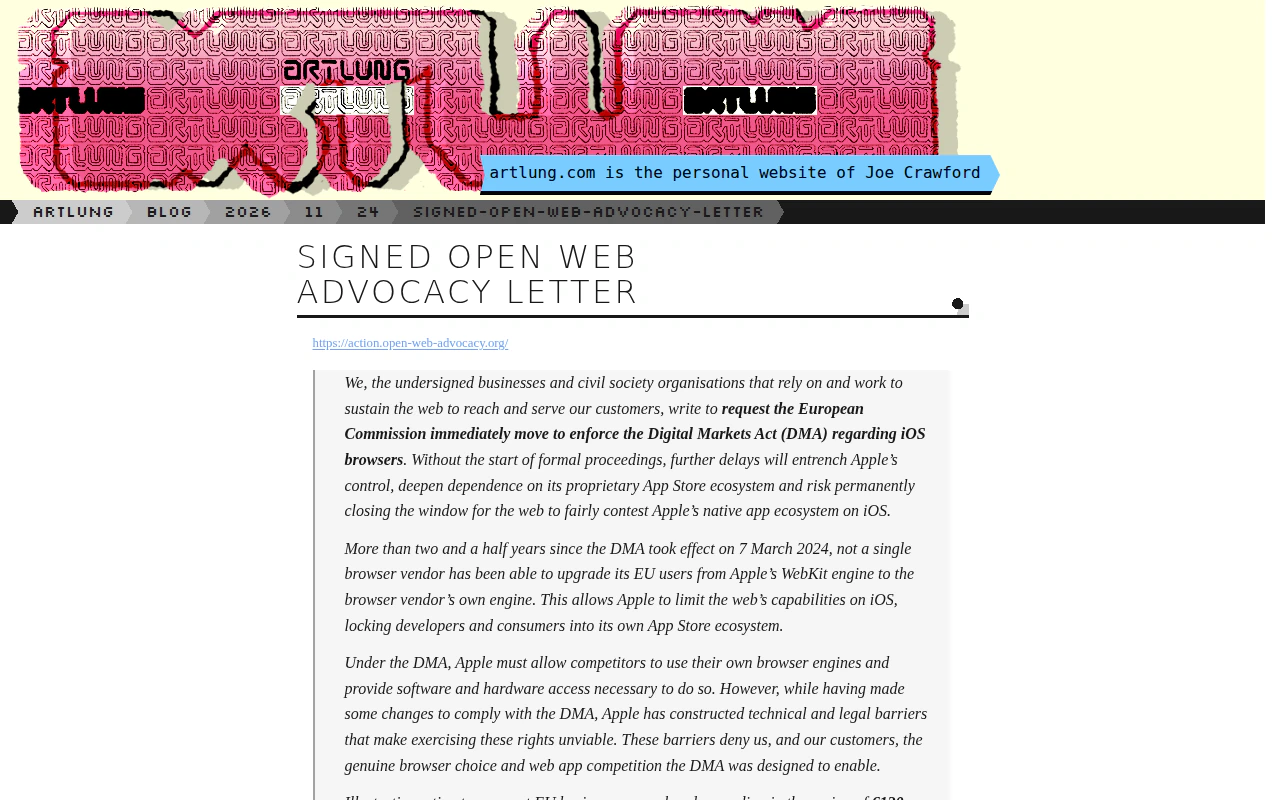 ARTLUNG
ARTLUNG
ARTLUNG
artlung.com is the personal website of Joe Crawford
ARTLUNG BLOG 2026 11 24 SIGNED-OPEN-WEB-ADVOCACY-LETTER
SIGNED OPEN WEB
ADVOCACY LETTER
https://action.open-web-advocacy.org/
We, the undersigned businesses and civil society organisations that rely on and work to
sustain the web to reach and serve our customers, write to request the European
Commission immediately move to enforce the Digital Markets Act (DMA) regarding iOS
browsers. Without the start of formal proceedings, further delays will entrench Apple’s
control, deepen dependence on its proprietary App Store ecosystem and risk permanently
closing the window for the web to fairly contest Apple’s native app ecosystem on iOS.
More than two and a half years since the DMA took effect on 7 March 2024, not a single
browser vendor has been able to upgrade its EU users from Apple’s WebKit engine to the
browser vendor’s own engine. This allows Apple to limit the web’s capabilities on iOS,
locking developers and consumers into its own App Store ecosystem.
Under the DMA, Apple must allow competitors to use their own browser engines and
provide software and hardware access necessary to do so. However, while having made
some changes to comply with the DMA, Apple has constructed technical and legal barriers
that make exercising these rights unviable. These barriers deny us, and our customers, the
genuine browser choice and web app competition the DMA was designed to enable.